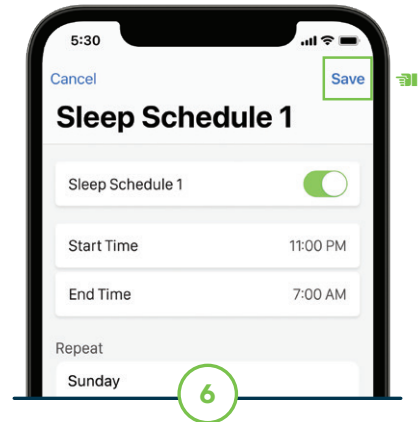 5:30
Cancel Save
Sleep Schedule 1
Sleep Schedule 1
Start Time 11:00 PM
End Time 7:00 AM
Repeat
Sunday
6